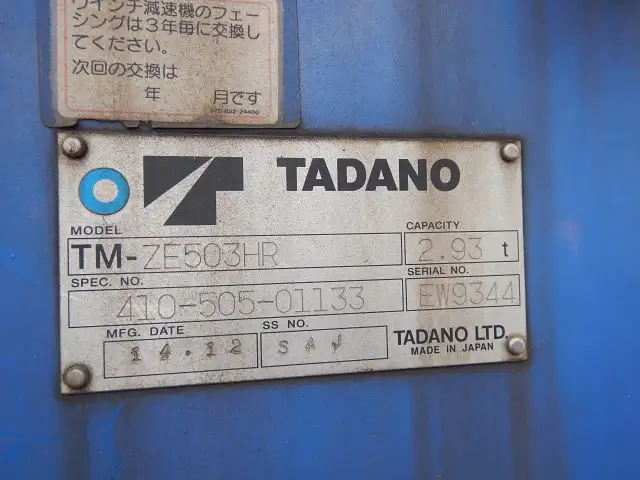 ウインチ減速機のフェー
シングは3年毎に交換し
てください。
次回の交換は
年 月です
TADANO
MODEL
TM-ZE503HR
CAPACITY
2.93 t
SPEC. NO.
410-505-01133
SERIAL NO.
EW9344
MFG. DATE
14.12
SS NO.
SAJ
TADANO LTD.
MADE IN JAPAN